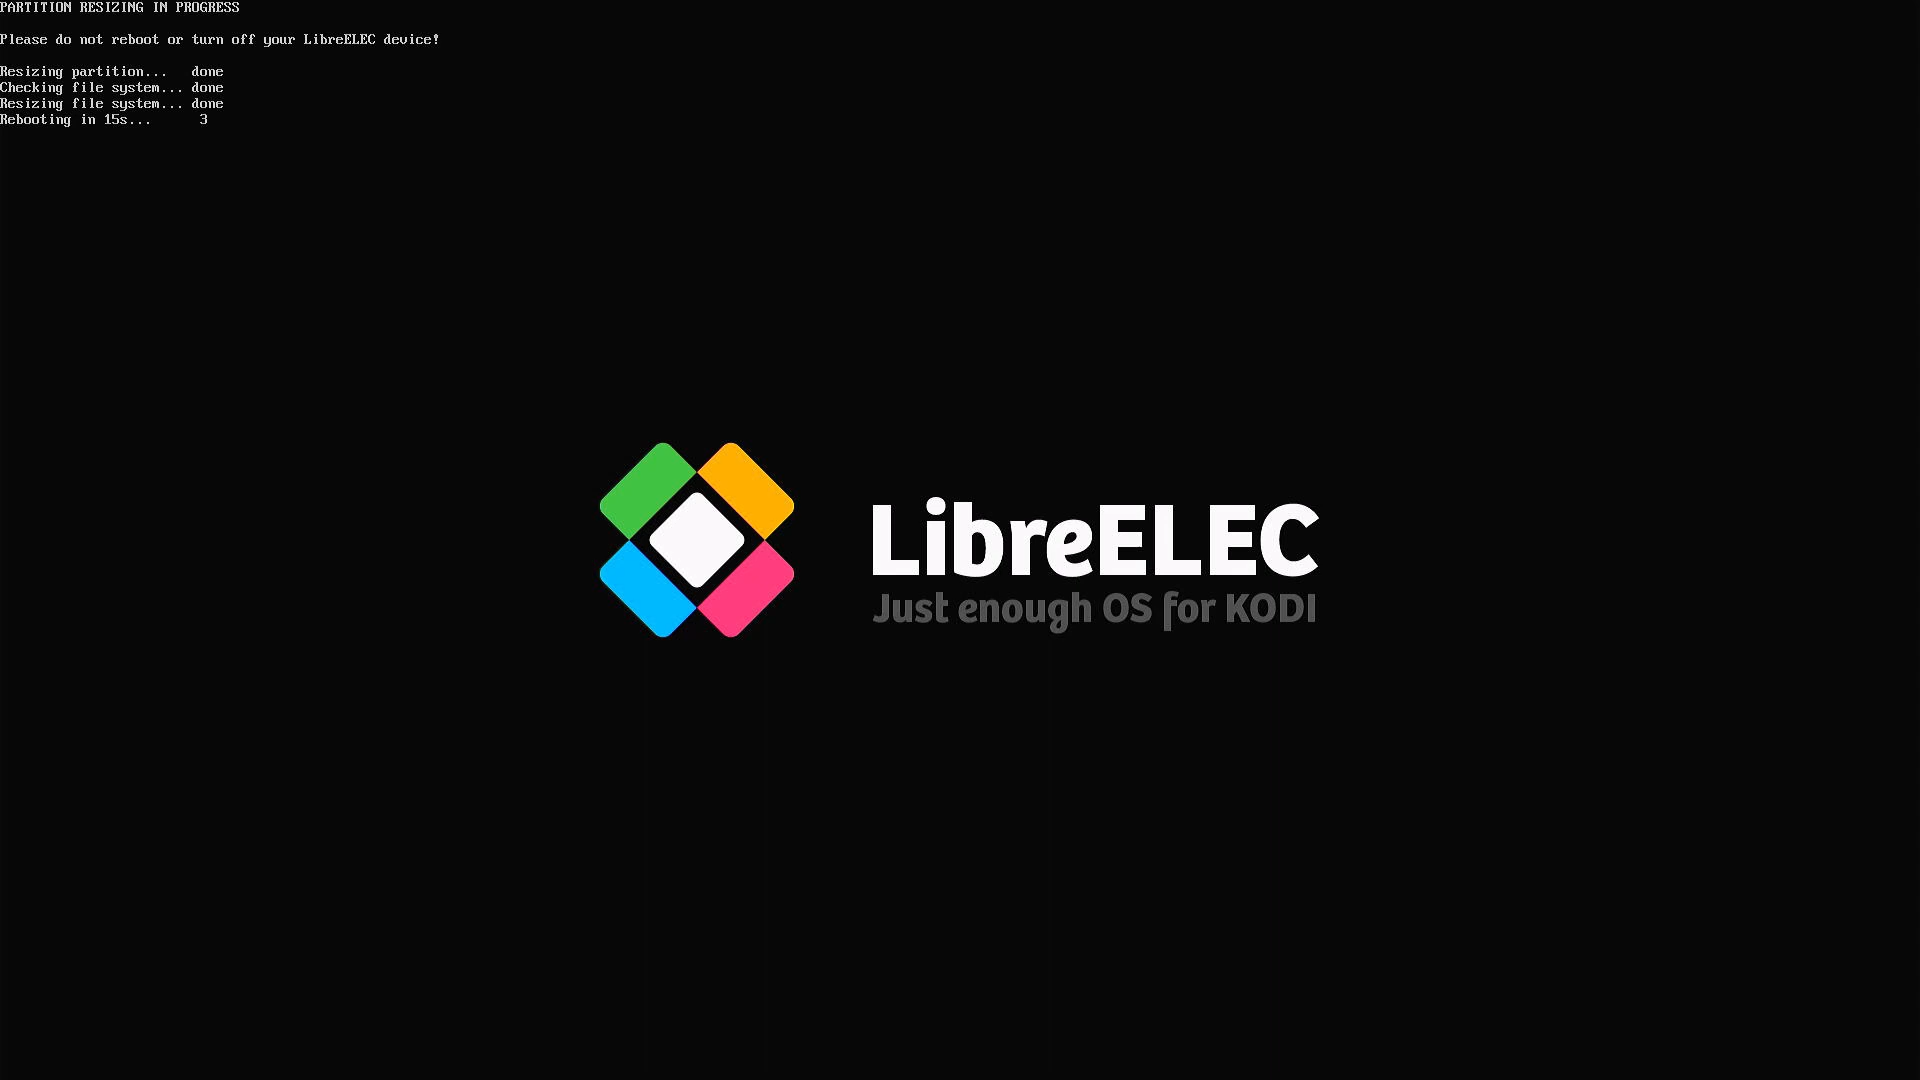 PARTITION RESIZING IN PROGRESS
Please do not reboot or turn off your LibreELEC device!
Resizing partition...   done
Checking file system... done
Resizing file system... done
Rebooting in 15s...      3
LibreELEC
Just enough OS for KODI